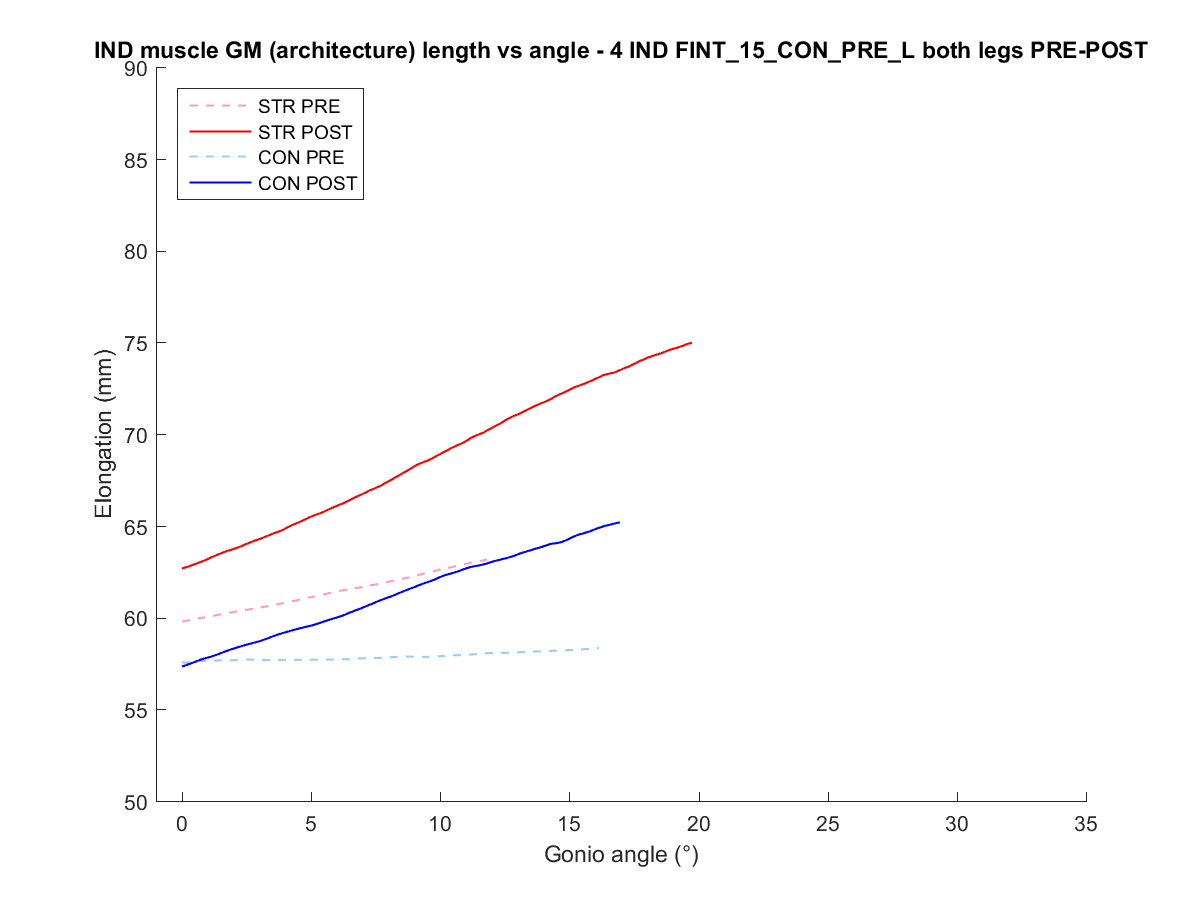 IND muscle GM (architecture) length vs angle - 4 IND FINT_15_CON_PRE_L both legs PRE-POST
STR PRE
STR POST
CON PRE
CON POST
90
85
80
75
70
65
60
55
50
Elongation (mm)
0 5 10 15 20 25 30 35
Gonio angle (°)